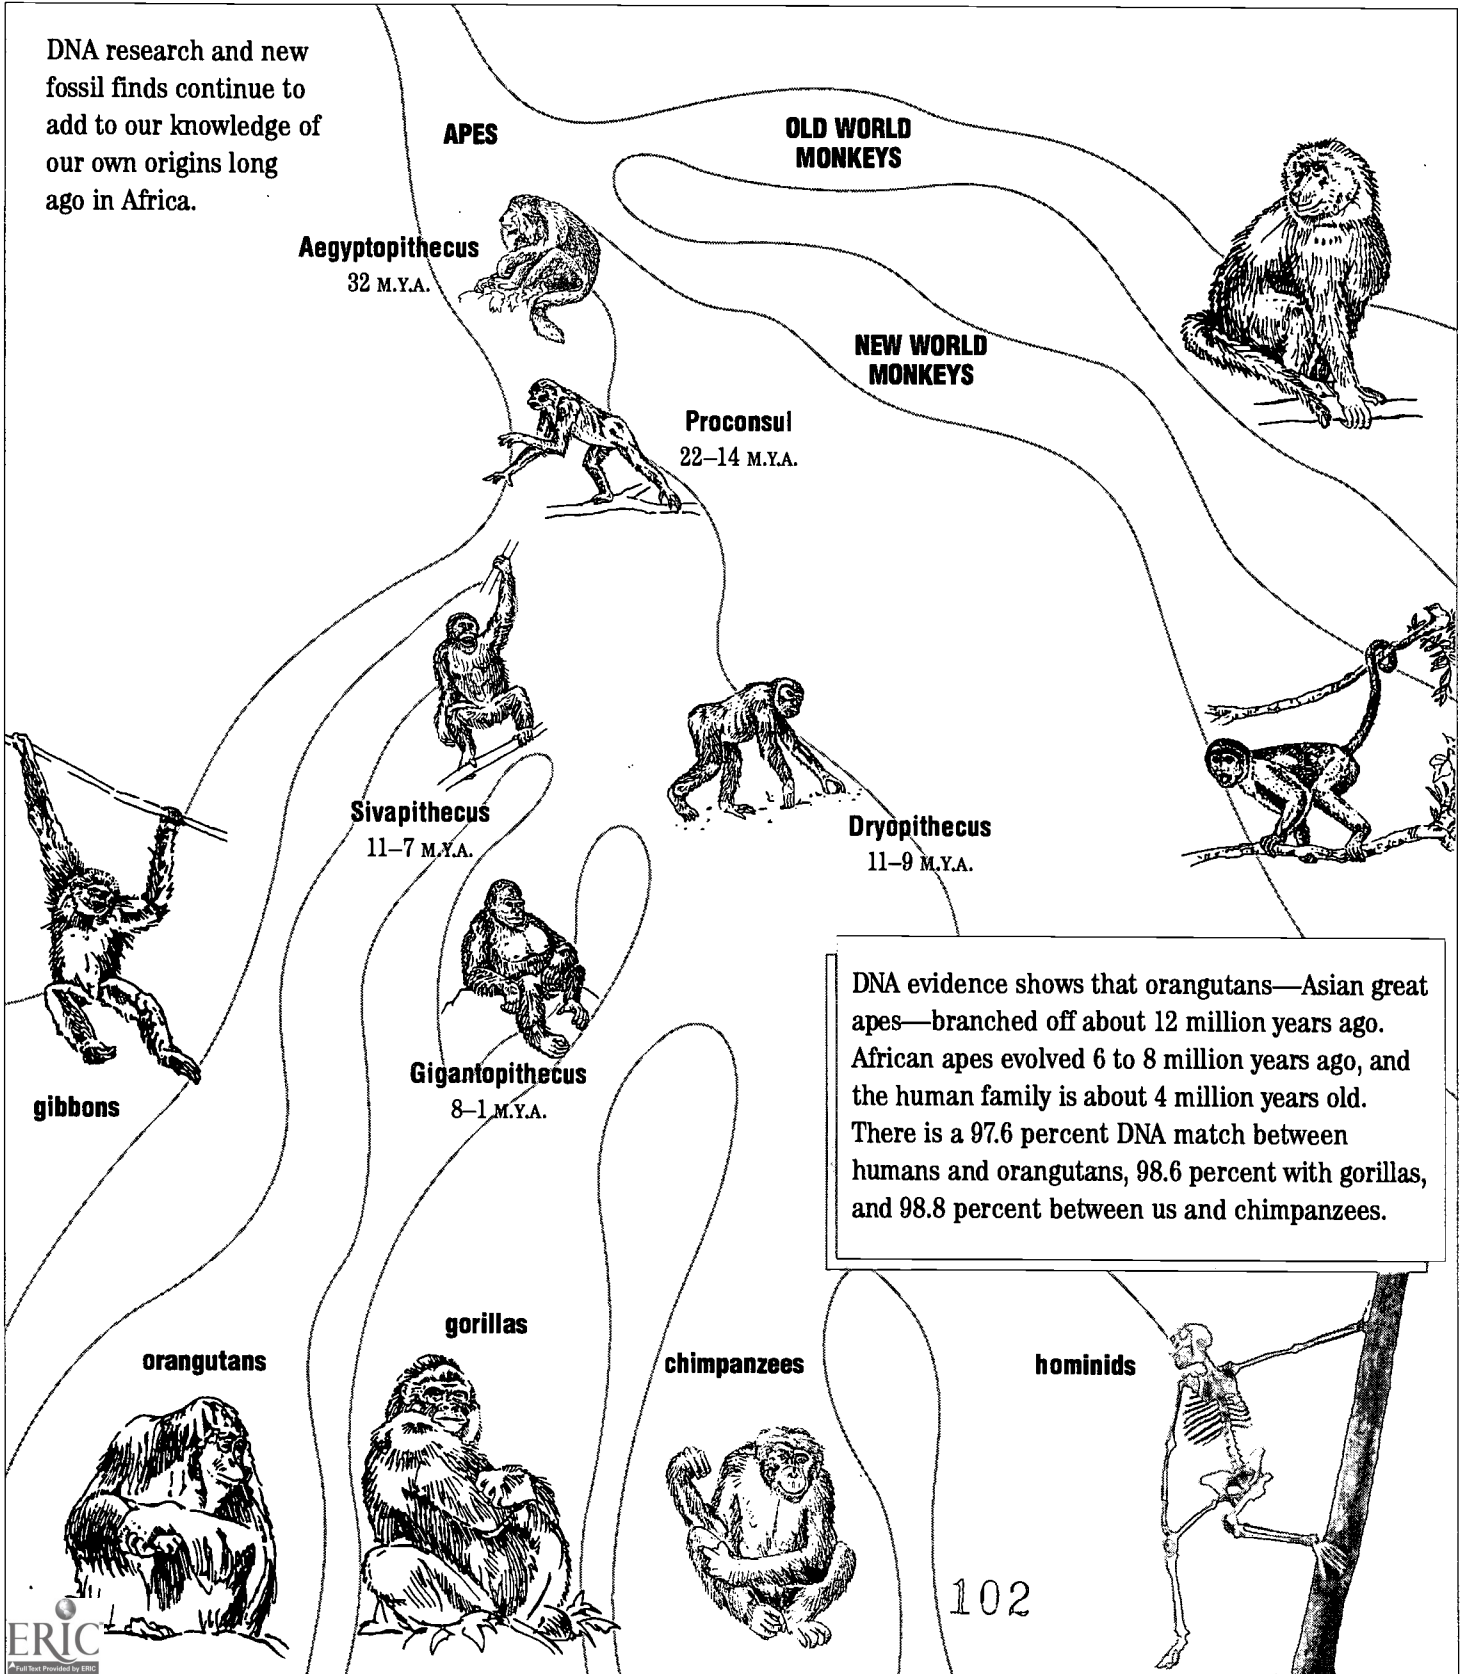 DNA research and new
fossil finds continue to
add to our knowledge of
our own origins long
ago in Africa.
APES
OLD WORLD
MONKEYS
Aegyptopithecus
32 M.Y.A.
NEW WORLD
MONKEYS
Proconsul
22–14 M.Y.A.
Sivapithecus
11–7 M.Y.A.
Dryopithecus
11–9 M.Y.A.
Gigantopithecus
8–1 M.Y.A.
gibbons
DNA evidence shows that orangutans—Asian great
apes—branched off about 12 million years ago.
African apes evolved 6 to 8 million years ago, and
the human family is about 4 million years old.
There is a 97.6 percent DNA match between
humans and orangutans, 98.6 percent with gorillas,
and 98.8 percent between us and chimpanzees.
gorillas
orangutans
chimpanzees
hominids
102
ERIC
Full Text Provided by ERIC